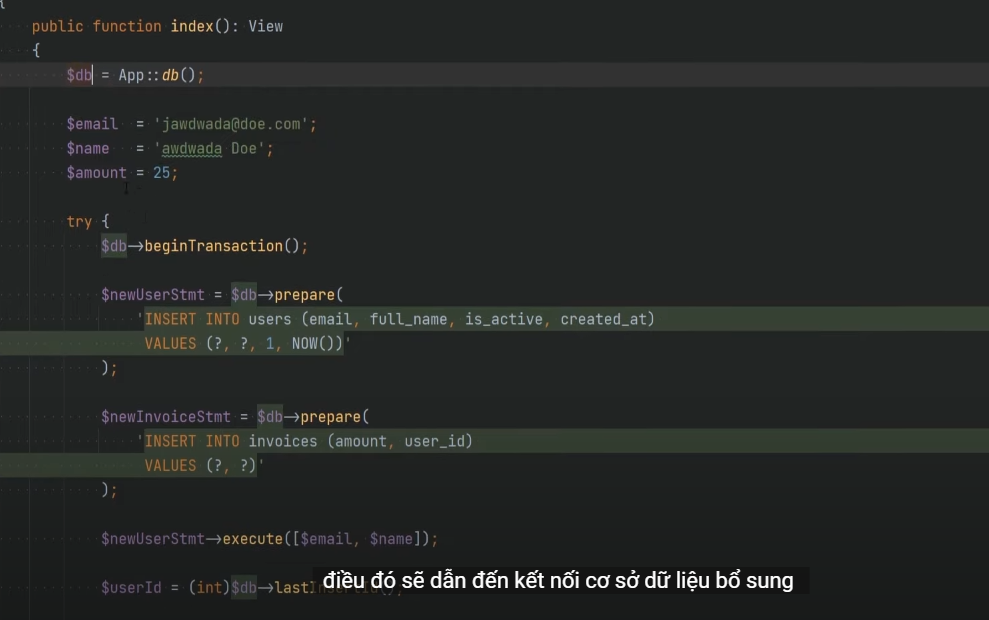 {
public function index(): View
{
$db = App::db();
$email = 'jawdwada@doe.com';
$name = 'awdwada Doe';
$amount = 25;
try {
$db->beginTransaction();
$newUserStmt = $db->prepare(
'INSERT INTO users (email, full_name, is_active, created_at)
VALUES (?, ?, 1, NOW())'
);
$newInvoiceStmt = $db->prepare(
'INSERT INTO invoices (amount, user_id)
VALUES (?, ?)'
);
$newUserStmt->execute([$email, $name]);
$userId = (int)$db->lastInsertId();
điều đó sẽ dẫn đến kết nối cơ sở dữ liệu bổ sung